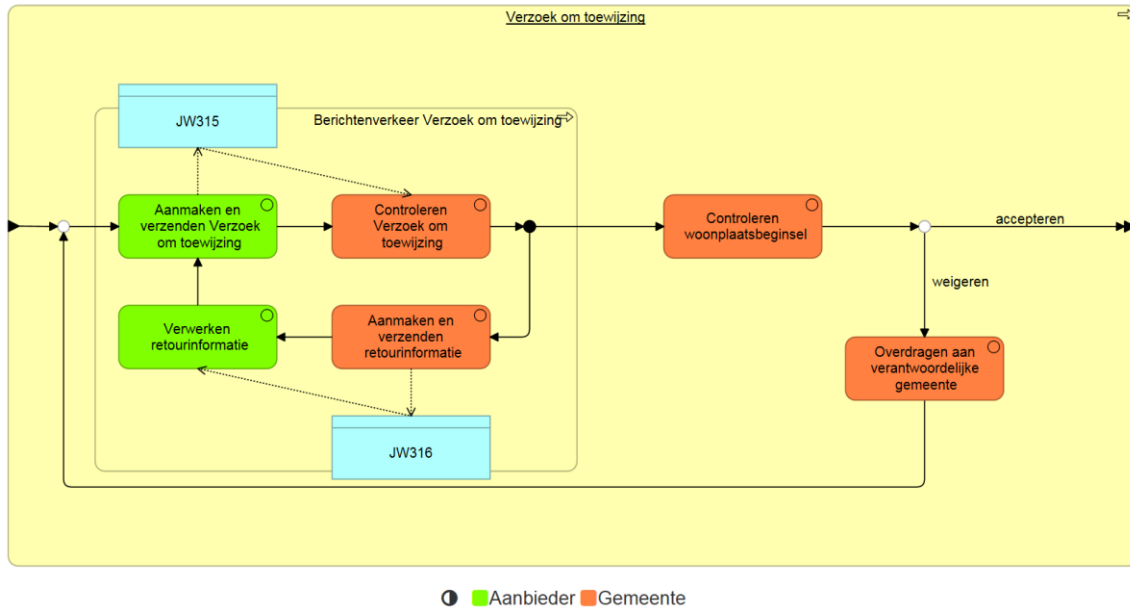 Verzoek om toewijzing
JW315
Berichtenverkeer Verzoek om toewijzing
Aanmaken en
verzenden Verzoek
om toewijzing
Controleren
Verzoek om
toewijzing
Controleren
woonplaatsbeginsel
accepteren
weigeren
Verwerken
retourinformatie
Aanmaken en
verzenden
retourinformatie
Overdragen aan
verantwoordelijke
gemeente
JW316
Aanbieder Gemeente